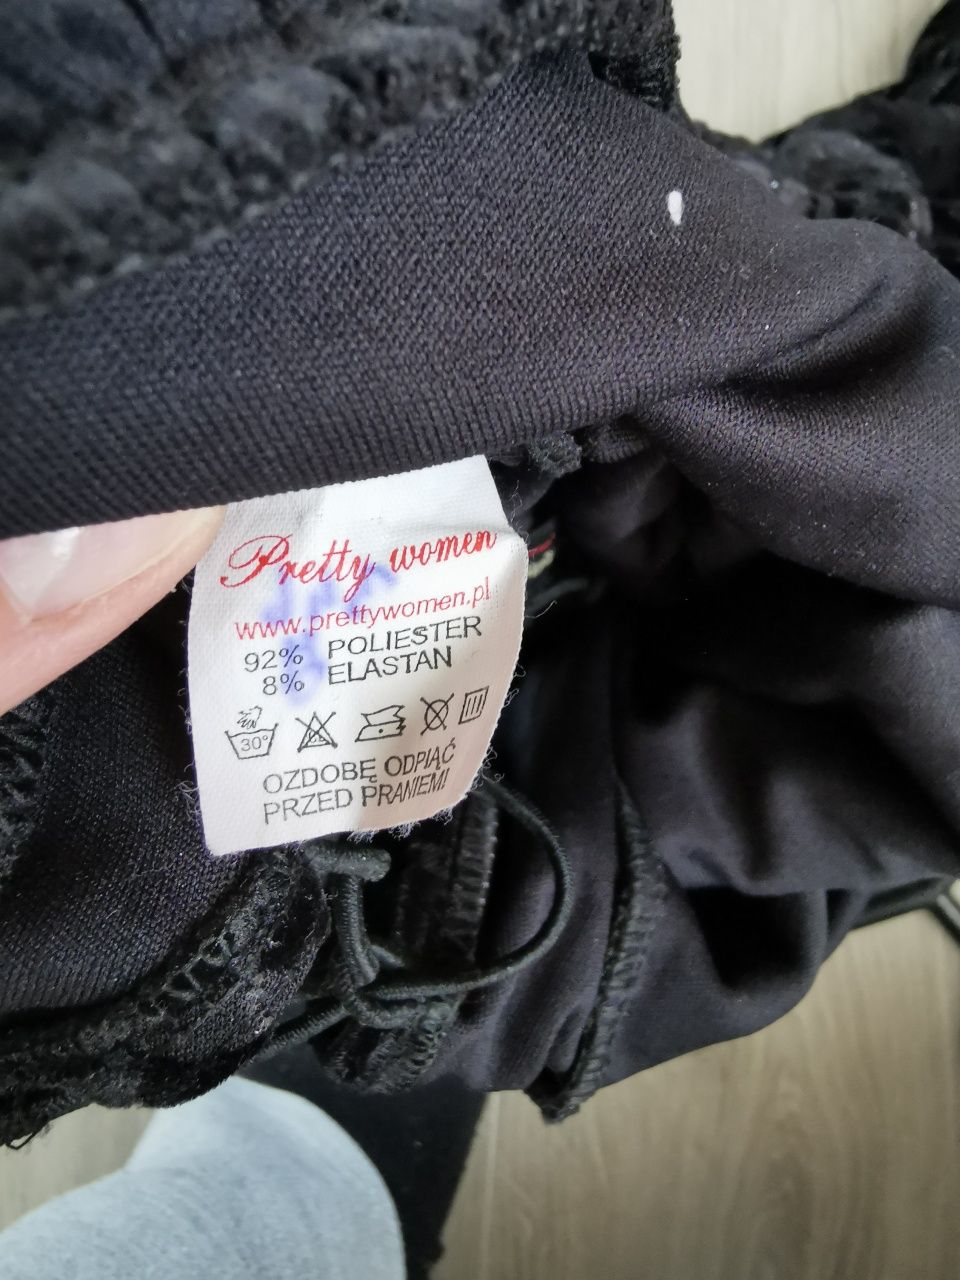 Pretty women
www.prettywomen.pl
92% POLIESTER
8% ELASTAN
30°
OZDOBĘ ODPIĄĆ
PRZED PRANIEM!